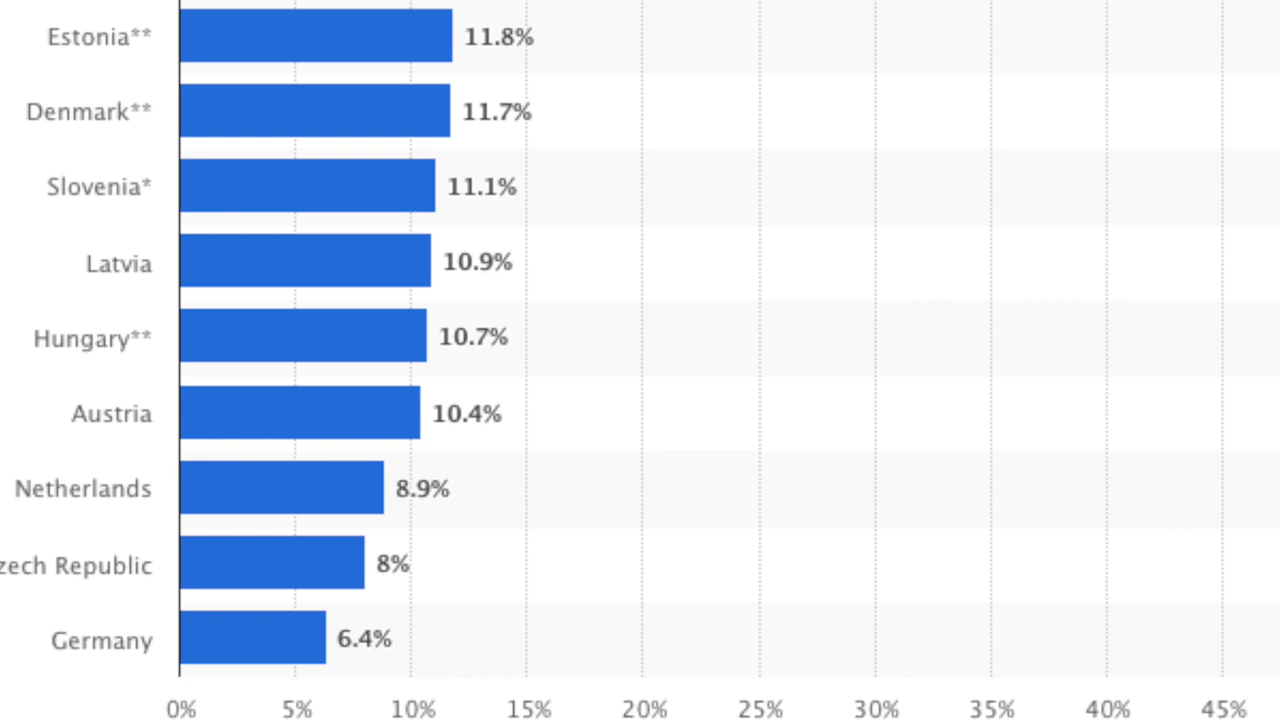 Estonia** 11.8%
Denmark** 11.7%
Slovenia* 11.1%
Latvia 10.9%
Hungary** 10.7%
Austria 10.4%
Netherlands 8.9%
zech Republic 8%
Germany 6.4%
0% 5% 10% 15% 20% 25% 30% 35% 40% 45%